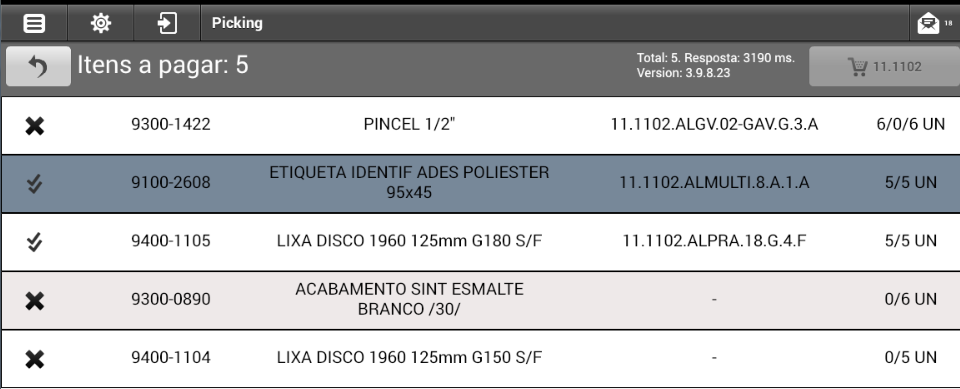 Picking
18
Itens a pagar: 5
Total: 5. Resposta: 3190 ms.
Version: 3.9.8.23
11.1102
9300-1422 PINCEL 1/2" 11.1102.ALGV.02-GAV.G.3.A 6/0/6 UN
9100-2608 ETIQUETA IDENTIF ADES POLIESTER
95x45 11.1102.ALMULTI.8.A.1.A 5/5 UN
9400-1105 LIXA DISCO 1960 125mm G180 S/F 11.1102.ALPRA.18.G.4.F 5/5 UN
9300-0890 ACABAMENTO SINT ESMALTE
BRANCO /30/ - 0/6 UN
9400-1104 LIXA DISCO 1960 125mm G150 S/F - 0/5 UN